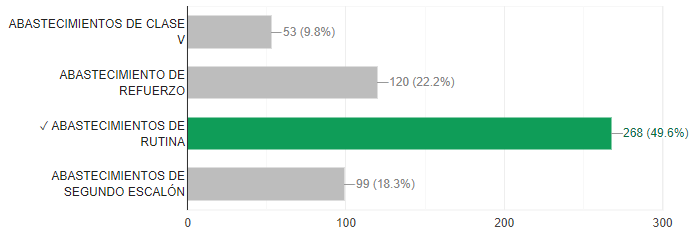 ABASTECIMIENTOS DE CLASE
V
53 (9.8%)
ABASTECIMIENTO DE
REFUERZO
120 (22.2%)
✓ ABASTECIMIENTOS DE
RUTINA
268 (49.6%)
ABASTECIMIENTOS DE
SEGUNDO ESCALÓN
99 (18.3%)
0 100 200 300